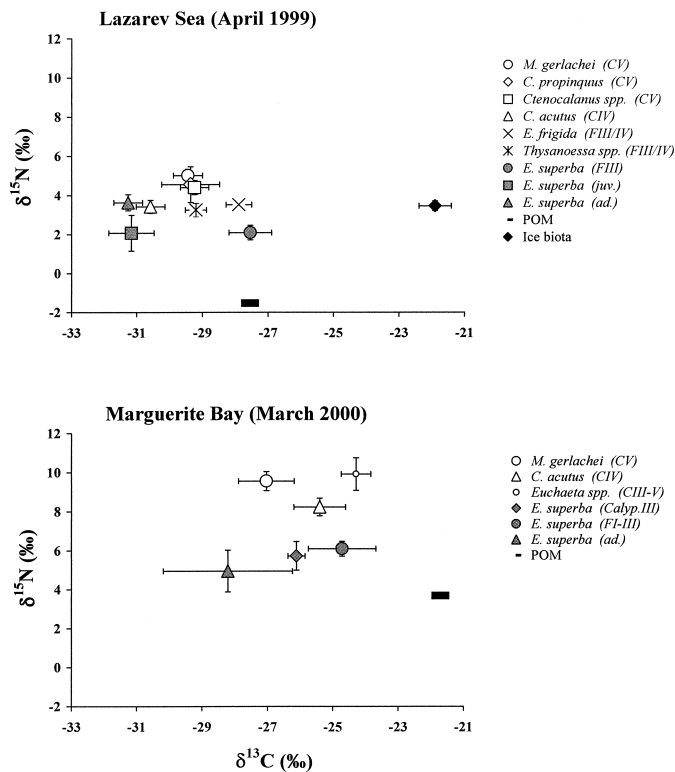 Lazarev Sea (April 1999)
12
10
8
6
4
2
0
-2
δ15N (‰)
-33 -31 -29 -27 -25 -23 -21
M. gerlachei (CV)
C. propinquus (CV)
Ctenocalanus spp. (CV)
C. acutus (CIV)
E. frigida (FIII/IV)
Thysanoessa spp. (FIII/IV)
E. superba (FIII)
E. superba (juv.)
E. superba (ad.)
POM
Ice biota
Marguerite Bay (March 2000)
12
10
8
6
4
2
0
-2
δ15N (‰)
-33 -31 -29 -27 -25 -23 -21
δ13C (‰)
M. gerlachei (CV)
C. acutus (CIV)
Euchaeta spp. (CIII-V)
E. superba (Calyp.III)
E. superba (FI-III)
E. superba (ad.)
POM